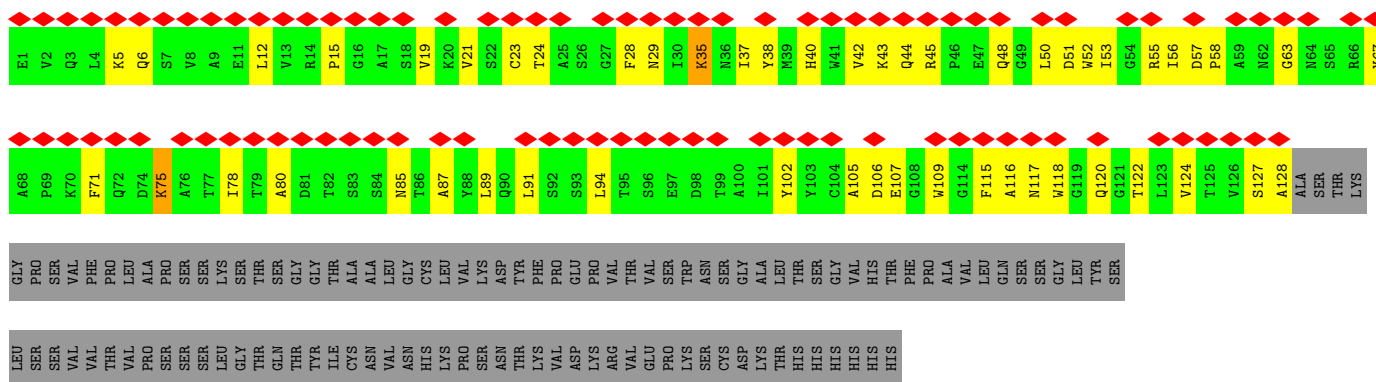 E1 V2 Q3 L4 K5 Q6 S7 V8 A9 E11 L12 V13 R14 P15 G16 A17 S18 V19 K20 V21 S22 C23 T24 A25 S26 G27 F28 N29 I30 K35 N36 I37 Y38 M39 H40 W41 V42 K43 Q44 R45 P46 E47 Q48 G49 L50 D51 W52 I53 G54 R55 I56 D57 P58 A59 N62 G63 N64 S65 R66
A68 P69 K70 F71 Q72 D74 K75 A76 T77 I78 T79 A80 D81 T82 S83 S84 N85 T86 A87 Y88 L89 Q90 L91 S92 S93 L94 T95 S96 E97 D98 T99 A100 I101 Y102 Y103 C104 A105 D106 E107 G108 W109 G114 F115 A116 N117 W118 G119 Q120 G121 T122 L123 V124 T125 V126 S127 A128 ALA SER THR LYS
GLY PRO SER VAL PHE PRO LEU ALA PRO SER SER LYS SER THR SER GLY GLY THR ALA ALA LEU GLY CYS LEU VAL LYS ASP TYR PHE PRO GLU PRO VAL THR VAL SER TRP ASN SER GLY ALA LEU THR SER GLY VAL HIS THR PHE PRO ALA VAL LEU GLN SER SER GLY LEU TYR SER
LEU SER SER VAL VAL THR VAL PRO SER SER SER LEU GLY THR GLN THR TYR ILE CYS ASN VAL ASN HIS LYS PRO SER ASN THR LYS VAL ASP LYS ARG VAL GLU PRO LYS SER CYS ASP LYS THR HIS HIS HIS HIS HIS HIS